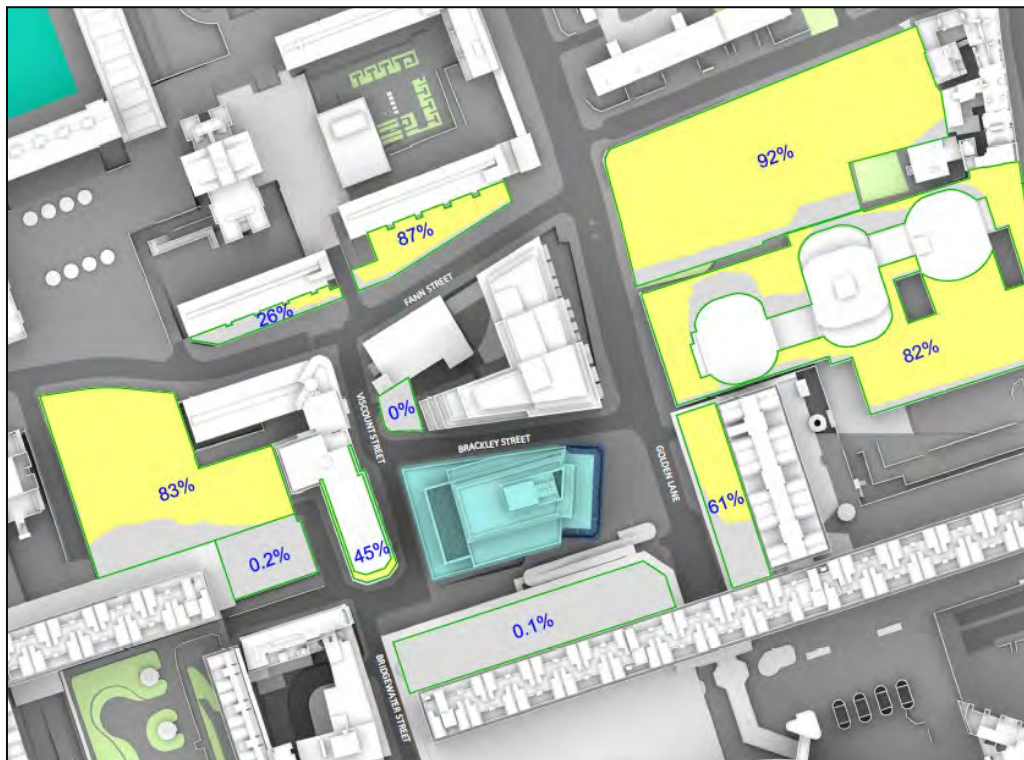 92%
87%
FANN STREET
26%
82%
VISCOUNT STREET
0%
BRACKLEY STREET
GOLDEN LANE
83%
61%
45%
0.2%
0.1%
BRIDGEWATER STREET